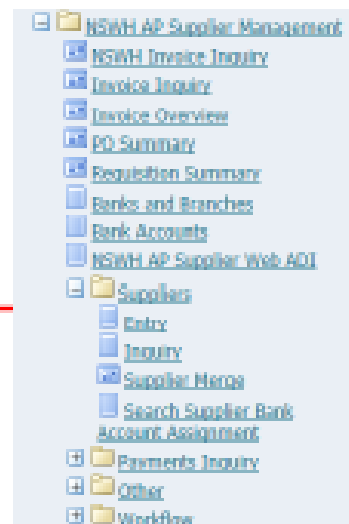 NSWH AP Supplier Management
NSWH Invoice Inquiry
Invoice Inquiry
Invoice Overview
PO Summary
Requisition Summary
Banks and Branches
Bank Accounts
NSWH AP Supplier Web ADI
Suppliers
Entry
Inquiry
Supplier Merge
Search Supplier Bank
Account Assignment
Payments Inquiry
Other
Workflow